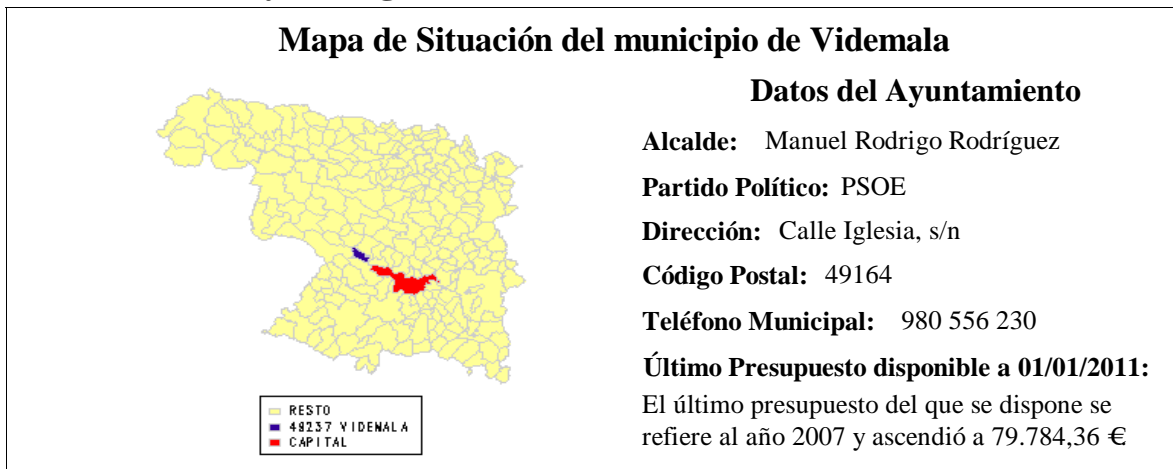 Mapa de Situación del municipio de Videmala
Datos del Ayuntamiento
Alcalde: Manuel Rodrigo Rodríguez
Partido Político: PSOE
Dirección: Calle Iglesia, s/n
Código Postal: 49164
Teléfono Municipal: 980 556 230
Último Presupuesto disponible a 01/01/2011:
El último presupuesto del que se dispone se
refiere al año 2007 y ascendió a 79.784,36 €
RESTO
49237 VIDEMALA
CAPITAL